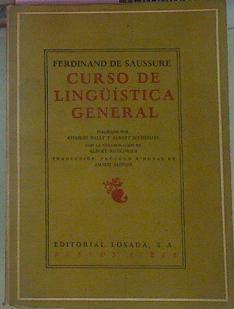 FERDINAND DE SAUSSURE
CURSO DE
LINGÜÍSTICA
GENERAL
PUBLICADO POR
CHARLES BALLY Y ALBERT SECHEHAYE
CON LA COLABORACIÓN DE
ALBERT RIEDLINGER
TRADUCCIÓN, PRÓLOGO Y NOTAS DE
AMADO ALONSO
EDITORIAL LOSADA, S. A.
BUENOS AIRES